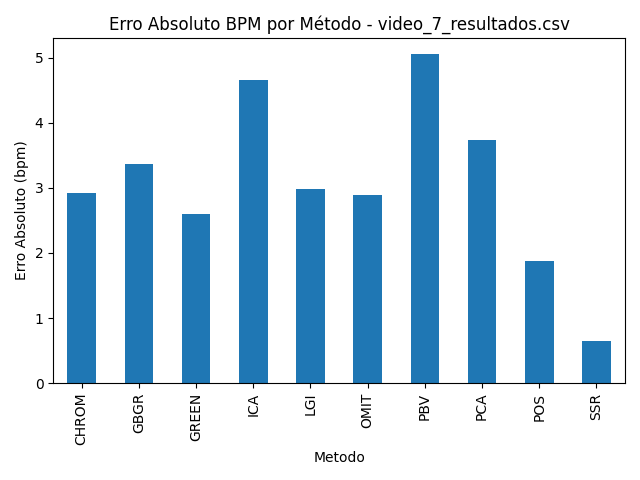 Erro Absoluto BPM por Método - video_7_resultados.csv
Erro Absoluto (bpm)
5
4
3
2
1
0
CHROM
GBGR
GREEN
ICA
LGI
OMIT
PBV
PCA
POS
SSR
Metodo